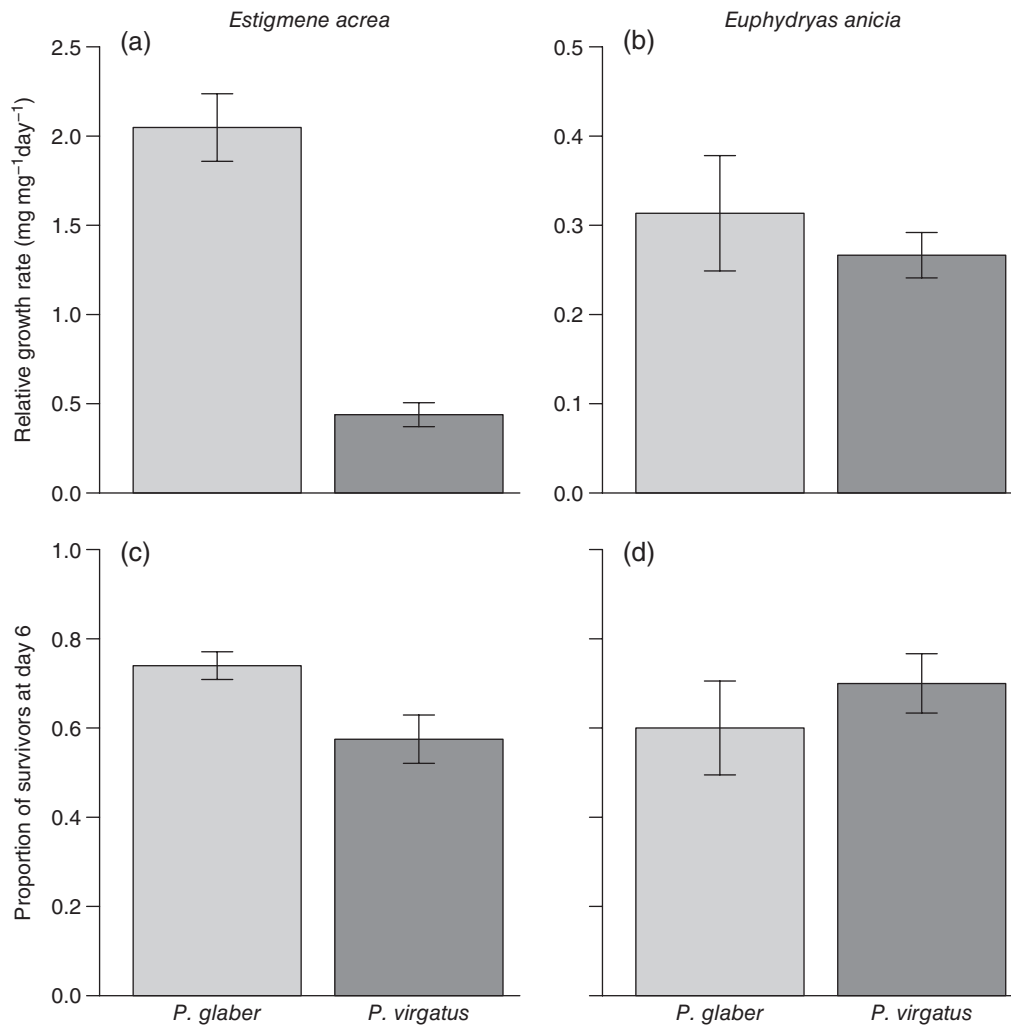 Estigmene acrea
Euphydryas anicia
(a)
(b)
Relative growth rate (mg mg⁻¹day⁻¹)
2.5
2.0
1.5
1.0
0.5
0.0
0.5
0.4
0.3
0.2
0.1
0.0
(c)
(d)
Proportion of survivors at day 6
1.0
0.8
0.6
0.4
0.2
0.0
P. glaber
P. virgatus
P. glaber
P. virgatus